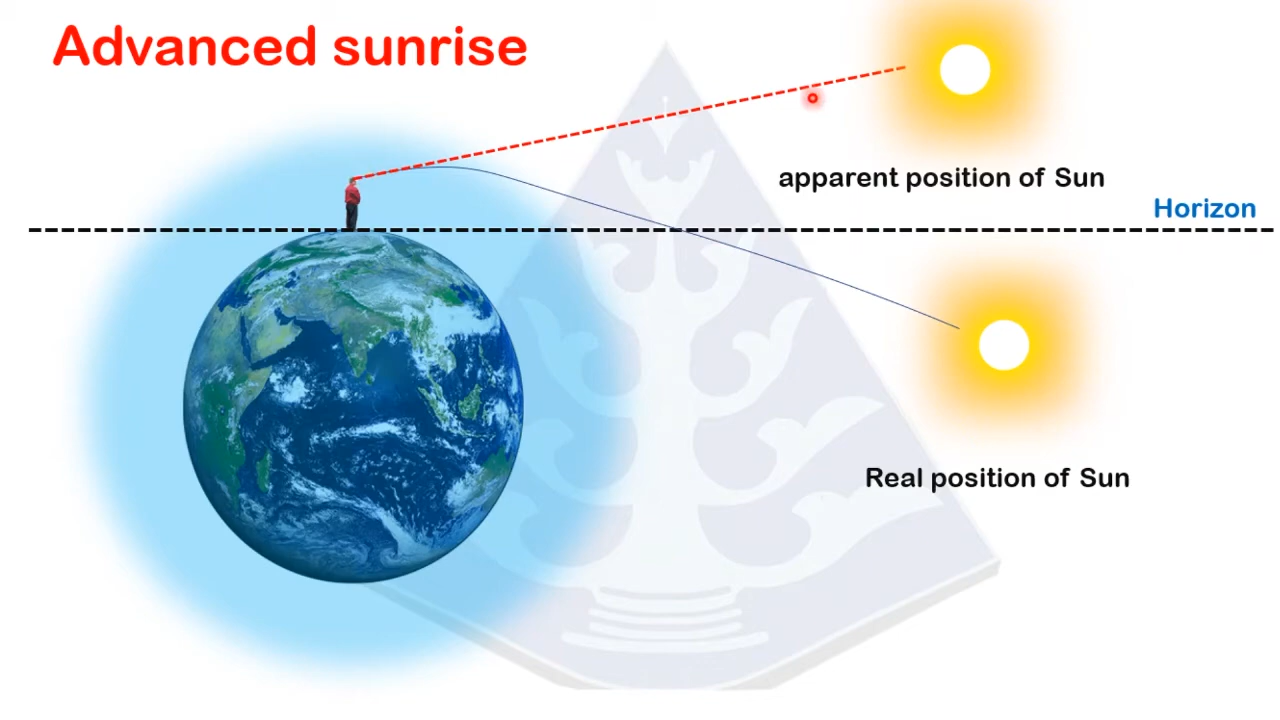 Advanced sunrise
apparent position of Sun
Horizon
Real position of Sun